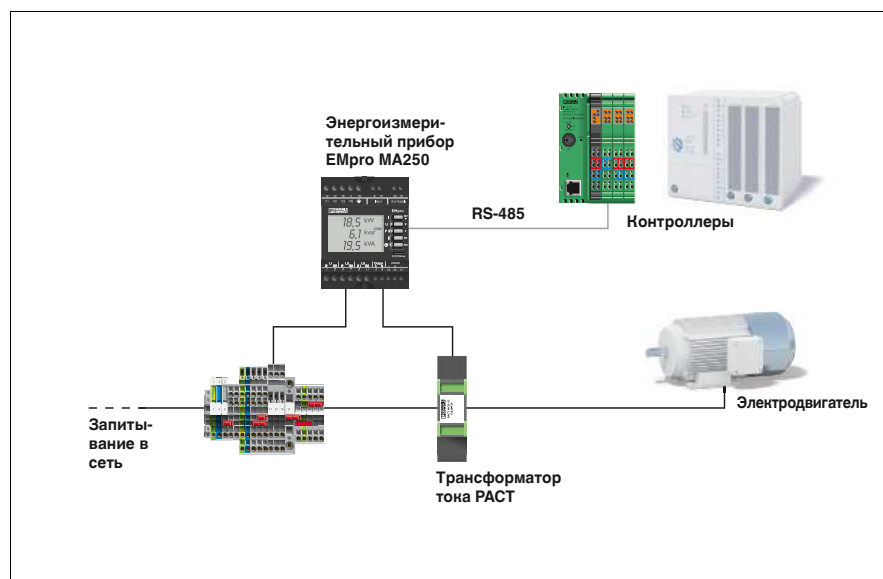 Энергоизмери-
тельный прибор
EMpro MA250
RS-485
Контроллеры
EMpro
18,5 kW
6,1 kvar
19,5 kVA
Электродвигатель
Запиты-
вание в
сеть
Трансформатор
тока PACT